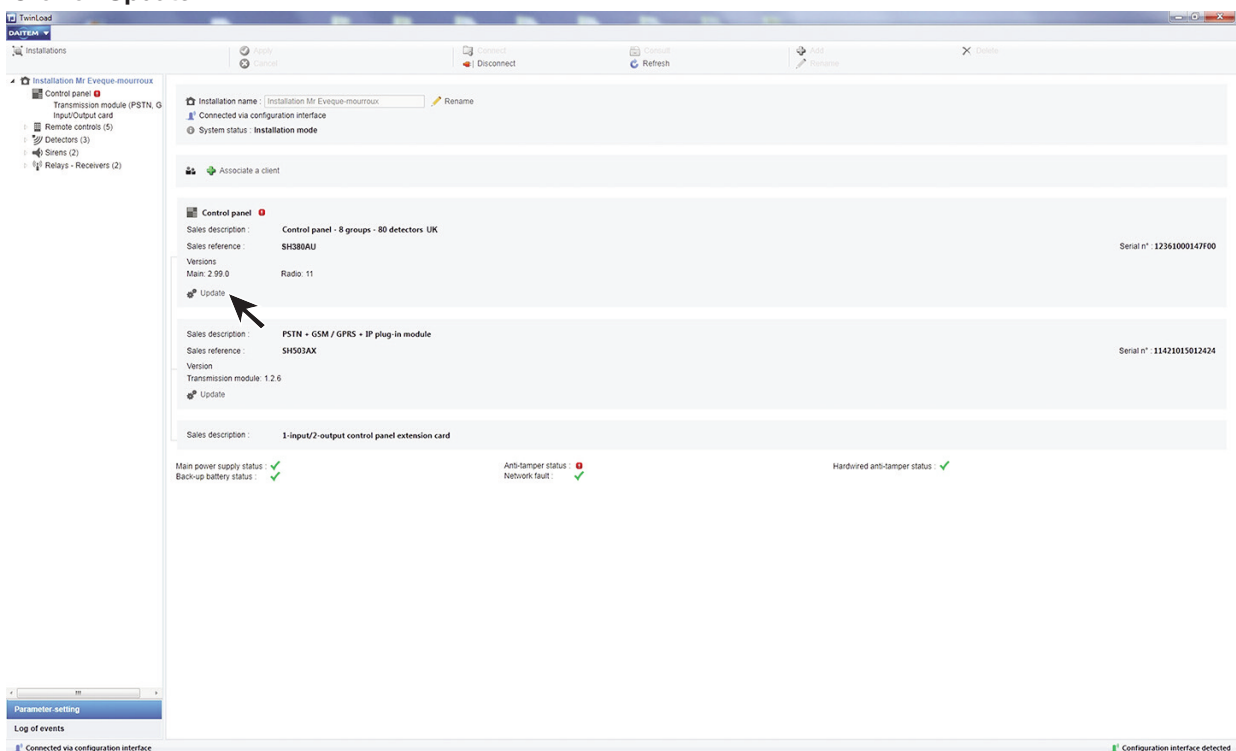 TwinLoad
DAITEM
Installations
Apply
Cancel
Connect
Disconnect
Consult
Refresh
Add
Rename
Delete
Installation Mr Eveque-mourroux
Control panel
Transmission module (PSTN, G
Input/Output card
Remote controls (5)
Detectors (3)
Sirens (2)
Relays - Receivers (2)
Installation name : Installation Mr Eveque-mourroux Rename
Connected via configuration interface
System status : Installation mode
Associate a client
Control panel
Sales description : Control panel - 8 groups - 80 detectors UK
Sales reference : SH380AU Serial n° : 12361000147F00
Versions
Main: 2.99.0 Radio: 11
Update
Sales description : PSTN + GSM / GPRS + IP plug-in module
Sales reference : SH503AX Serial n° : 11421015012424
Version
Transmission module: 1.2.6
Update
Sales description : 1-input/2-output control panel extension card
Main power supply status : Anti-tamper status : Hardwired anti-tamper status :
Back-up battery status : Network fault :
Parameter-setting
Log of events
Connected via configuration interface Configuration interface detected